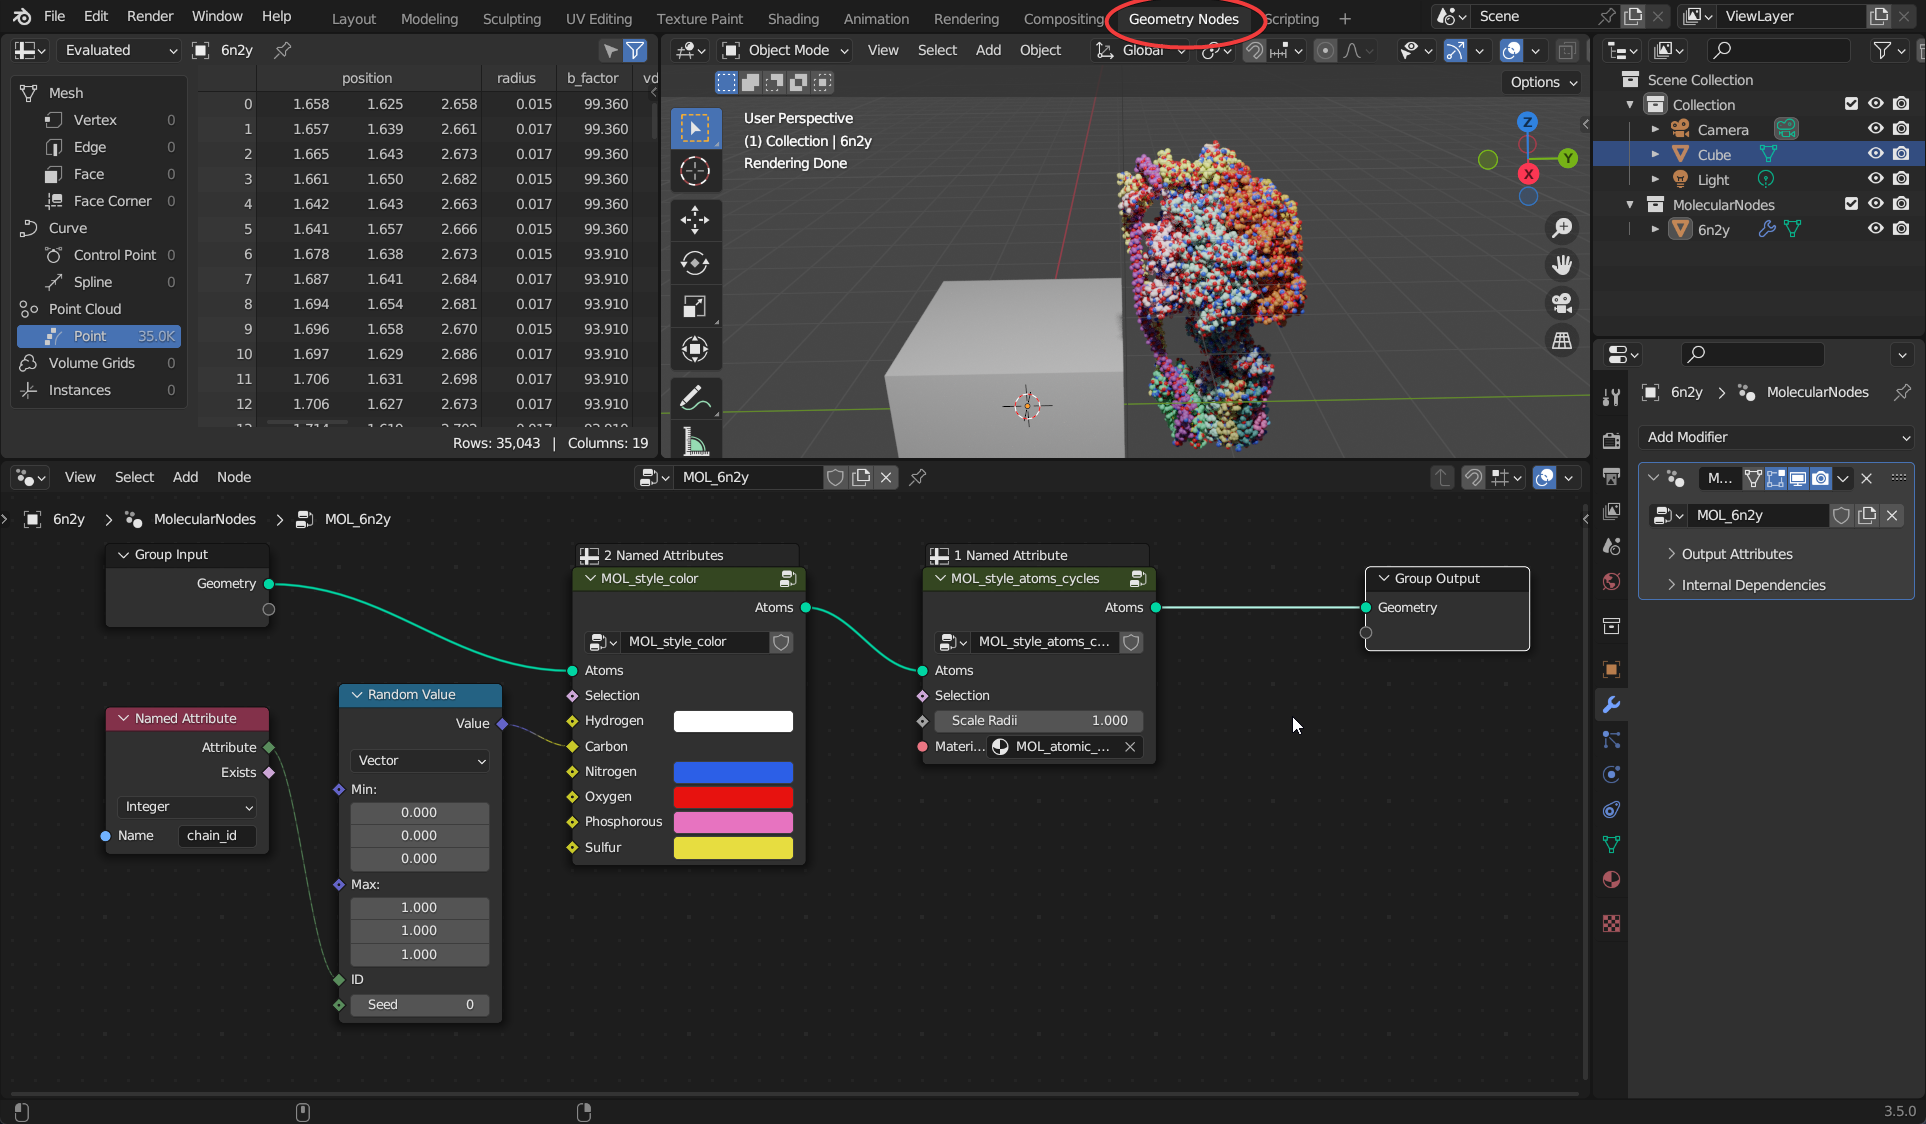 File Edit Render Window Help
Layout Modeling Sculpting UV Editing Texture Paint Shading Animation Rendering Compositing Geometry Nodes Scripting +
Scene
ViewLayer
Evaluated
6n2y
Mesh
Vertex 0
Edge 0
Face 0
Face Corner 0
Curve
Control Point 0
Spline 0
Point Cloud
Point 35.0K
Volume Grids 0
Instances 0
position radius b_factor vd
0 1.658 1.625 2.658 0.015 99.360
1 1.657 1.639 2.661 0.017 99.360
2 1.665 1.643 2.673 0.017 99.360
3 1.661 1.650 2.682 0.015 99.360
4 1.642 1.643 2.663 0.017 99.360
5 1.641 1.657 2.666 0.017 99.360
6 1.678 1.638 2.673 0.015 93.910
7 1.687 1.641 2.684 0.017 93.910
8 1.694 1.654 2.681 0.017 93.910
9 1.696 1.658 2.670 0.015 93.910
10 1.697 1.629 2.686 0.017 93.910
11 1.706 1.631 2.698 0.017 93.910
12 1.706 1.627 2.673 0.017 93.910
Rows: 35,043 | Columns: 19
Object Mode View Select Add Object Global
Options
User Perspective
(1) Collection | 6n2y
Rendering Done
Z
Y
X
Scene Collection
Collection
Camera
Cube
Light
MolecularNodes
6n2y
6n2y > MolecularNodes
Add Modifier
M...
MOL_6n2y
Output Attributes
Internal Dependencies
View Select Add Node
MOL_6n2y
6n2y > MolecularNodes > MOL_6n2y
Group Input
Geometry
Named Attribute
Attribute
Exists
Integer
Name chain_id
Random Value
Value
Vector
Min:
0.000
0.000
0.000
Max:
1.000
1.000
1.000
ID
Seed 0
2 Named Attributes
MOL_style_color
Atoms
MOL_style_color
Atoms
Selection
Hydrogen
Carbon
Nitrogen
Oxygen
Phosphorous
Sulfur
1 Named Attribute
MOL_style_atoms_cycles
Atoms
MOL_style_atoms_c...
Atoms
Selection
Scale Radii 1.000
Materi... MOL_atomic_...
Group Output
Geometry
3.5.0